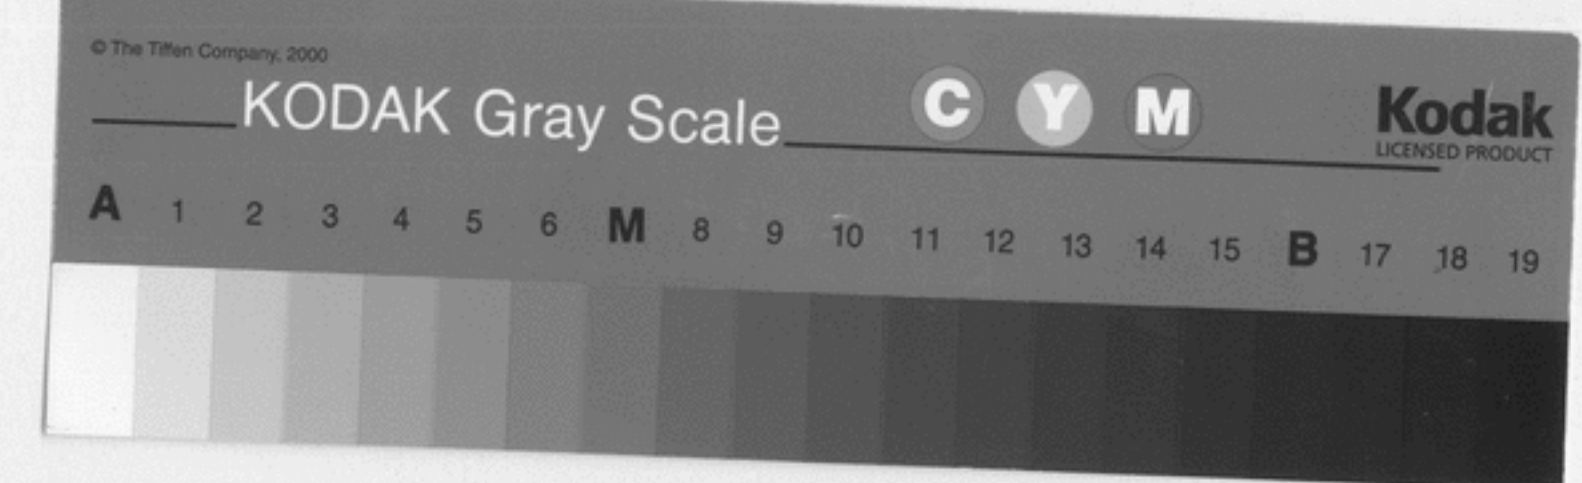 © The Tiffen Company, 2000
KODAK Gray Scale
C Y M
Kodak
LICENSED PRODUCT
A 1 2 3 4 5 6 M 8 9 10 11 12 13 14 15 B 17 18 19